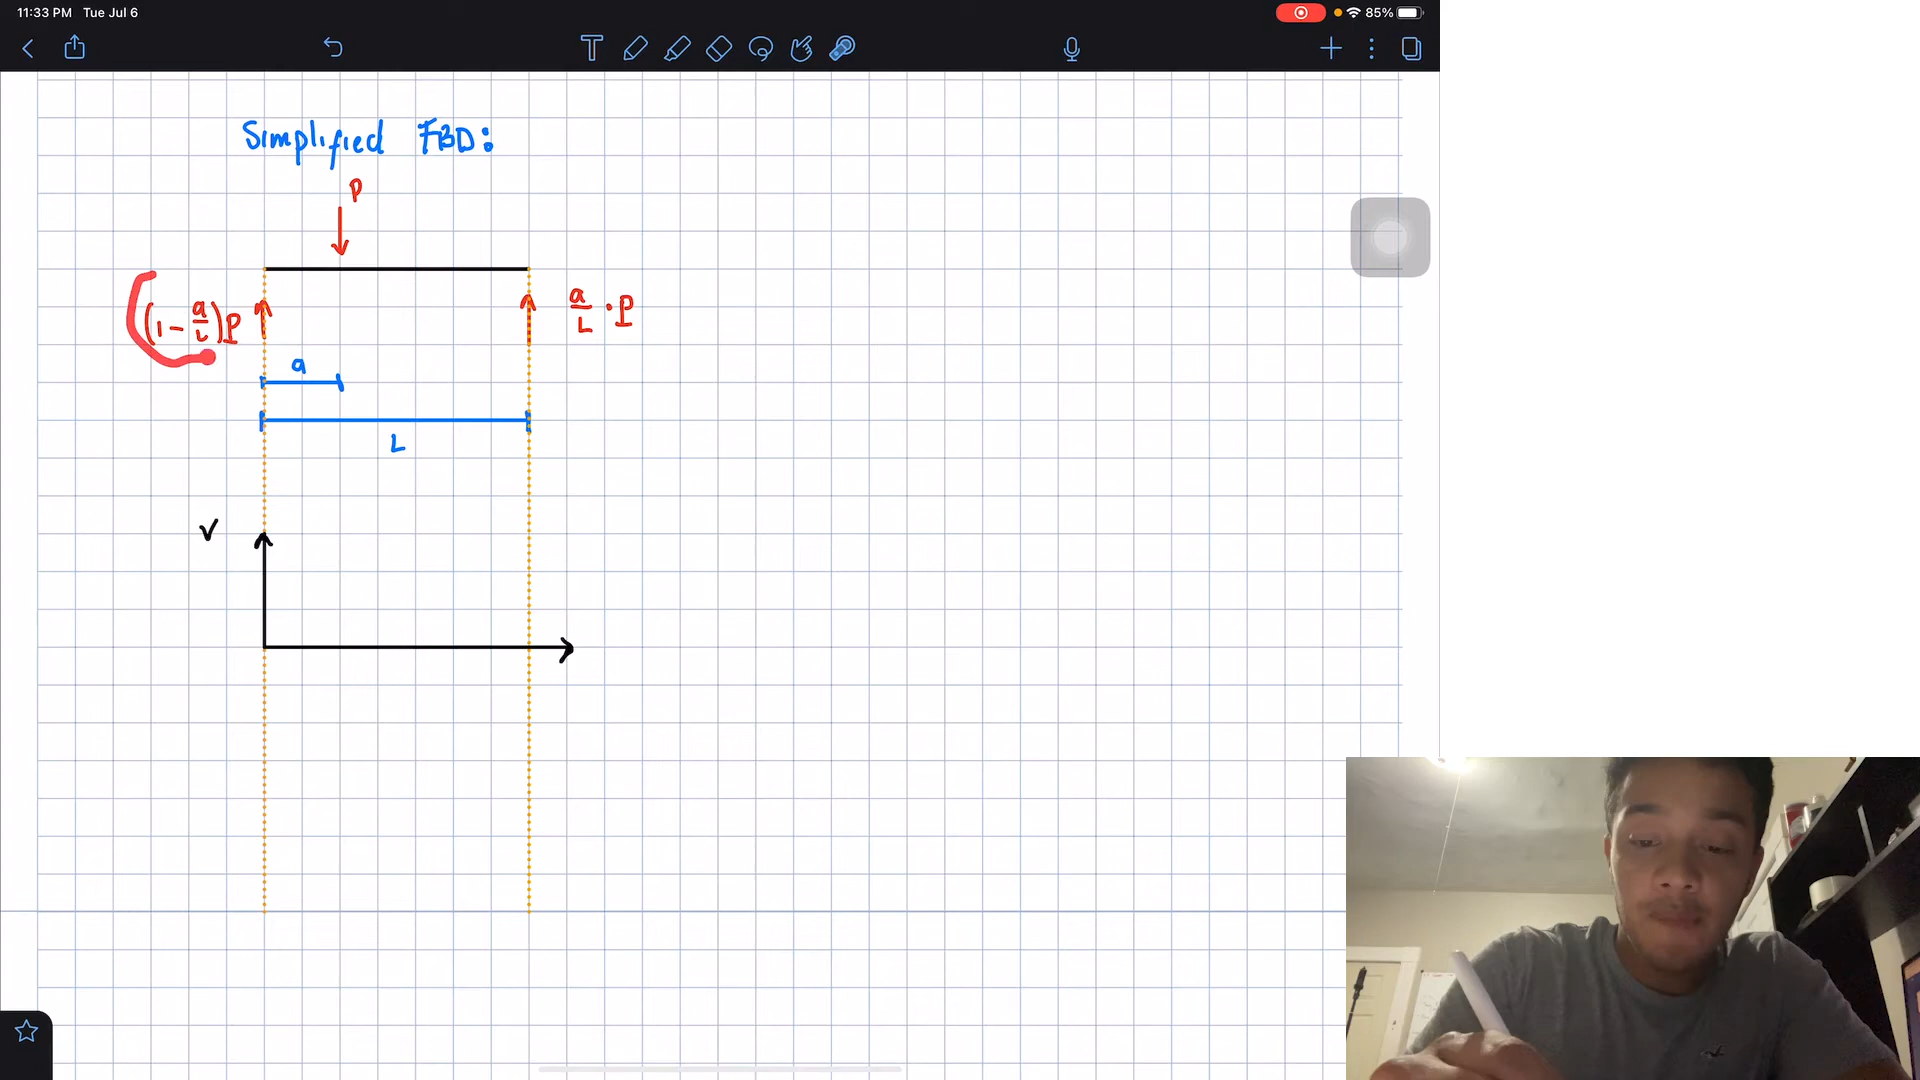 11:33 PM Tue Jul 6
85%
Simplified FBD:
P
(1 - a/L)P
a/L · P
a
L
V